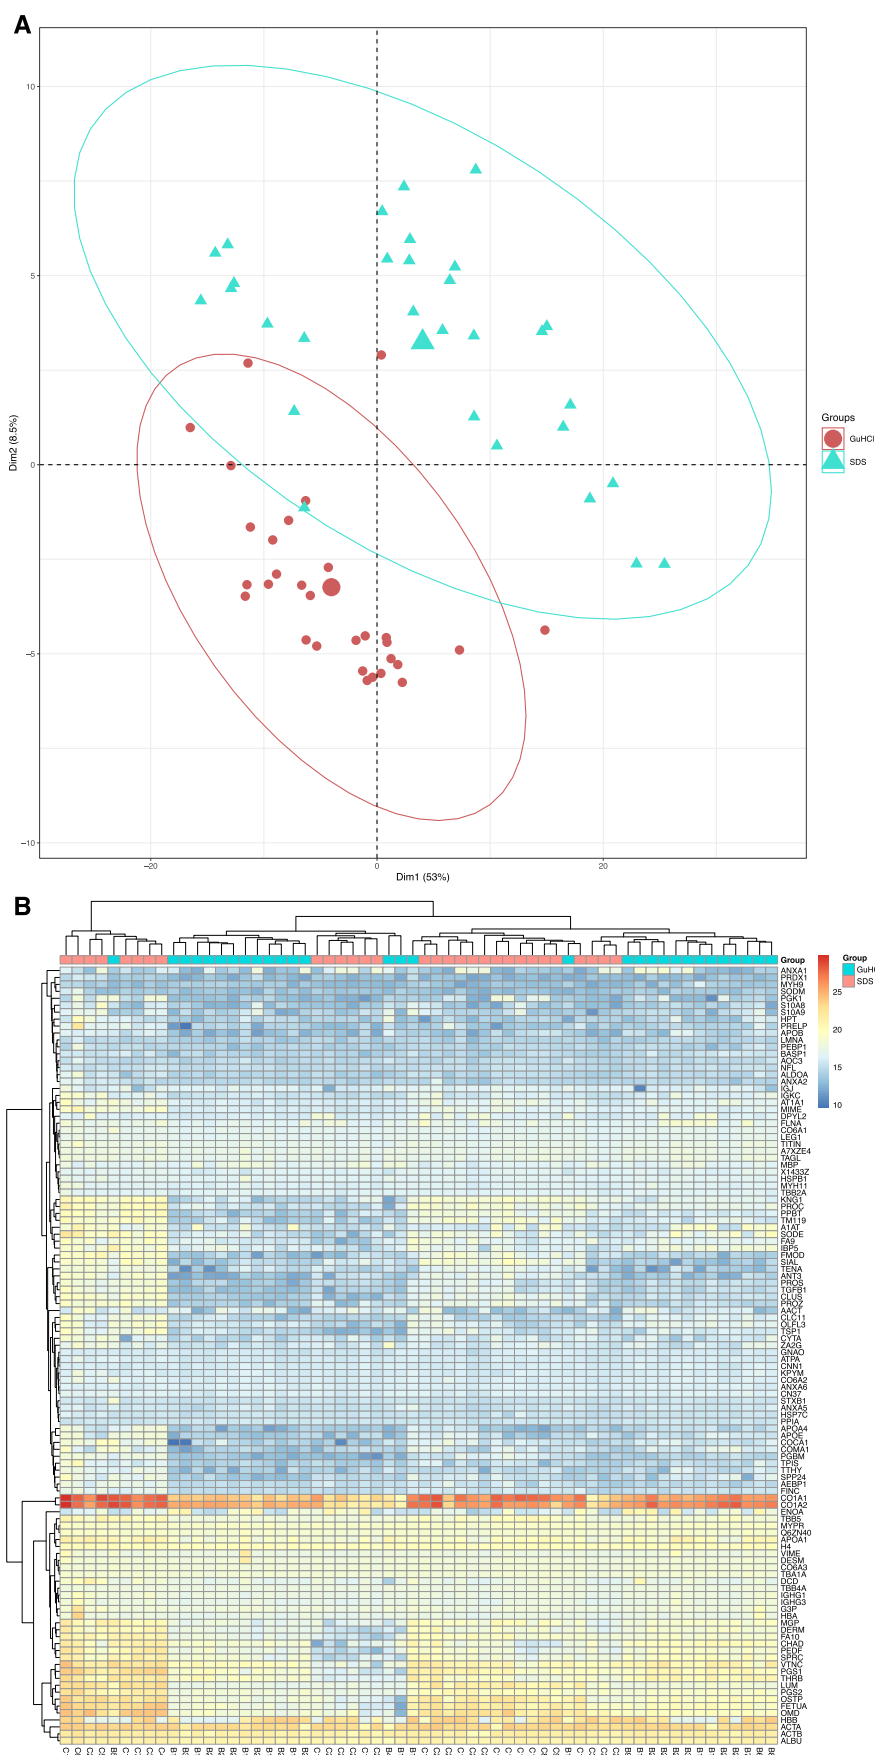 A
10
5
0
−5
−10
Dim2 (8.5%)
−20
0
20
Dim1 (53%)
Groups
GuHCl
SDS
B
Group
Group
GuHC
SDS
25
20
15
10
ANXA1
PRDX1
MYH9
SODM
PGK1
S10A8
S10A9
HPT
PRELP
APOB
LMNA
PEBP1
BASP1
AOC3
NFL
ALDOA
ANXA2
IGJ
IGKC
AT1A1
MIME
DPYL2
FLNA
CO6A1
LEG1
TITIN
A7XZE4
TAGL
MBP
X1433Z
HSPB1
MYH11
TBB2A
KNG1
PROC
PPBT
TM119
A1AT
SODE
FA9
IBP5
FMOD
SIAL
TENA
ANT3
PROS
TGFB1
CLUS
PROZ
AACT
CLC11
OLFL3
TSP1
CYTA
ZA2G
GNAO
ATPA
CNN1
KPYM
CO6A2
ANXA6
CN37
STXB1
ANXA5
HSP7C
PPIA
APOA4
APOE
COCA1
COMA1
PGBM
TPIS
TTHY
SPP24
AEBP1
FINC
CO1A1
CO1A2
ENOA
TBB5
MYPR
Q6ZN40
APOA1
H4
VIME
DESM
CO6A3
TBA1A
DCD
TBB4A
IGHG1
IGHG3
G3P
HBA
MGP
DERM
FA10
CHAD
PEDF
SPRC
VTNC
PGS1
THRB
LUM
PGS2
OSTP
FETUA
OMD
HBB
ACTA
ACTB
ALBU